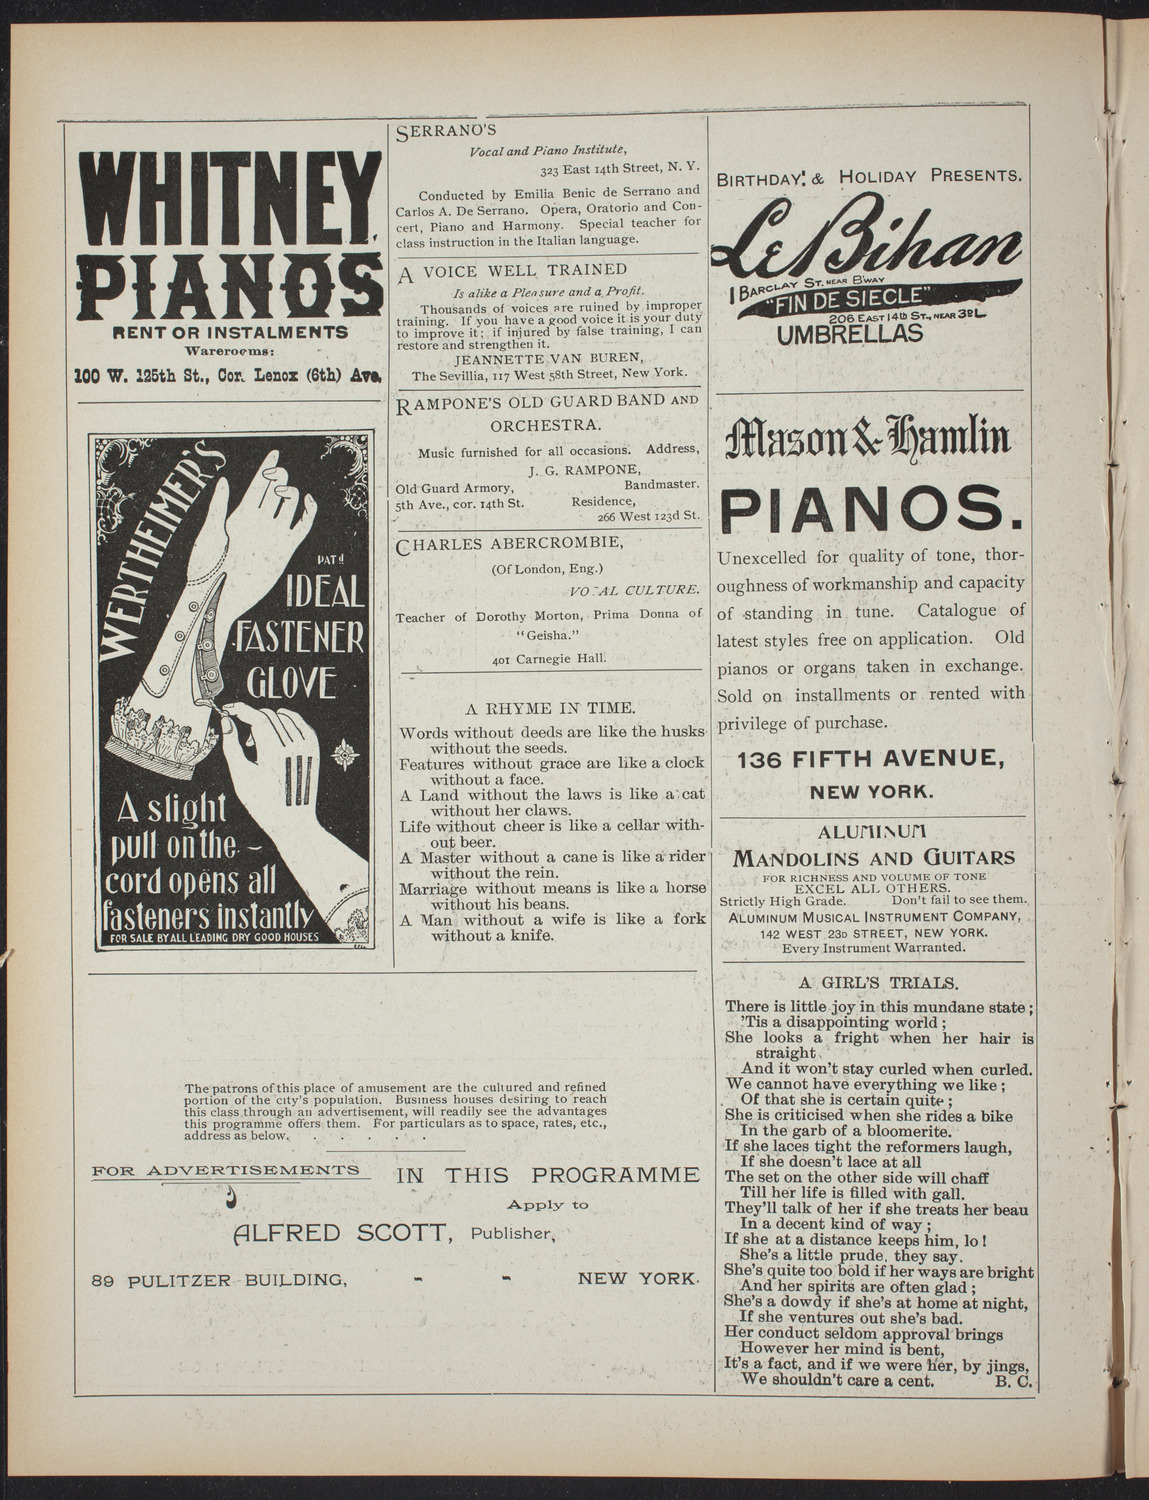 WHITNEY
PIANOS
RENT OR INSTALMENTS
Warerooms:
100 W. 125th St., Cor. Lenox (6th) Ave.
WERTHEIMER'S
PAT'D
IDEAL
FASTENER
GLOVE
A slight
pull on the
cord opens all
fasteners instantly
FOR SALE BY ALL LEADING DRY GOOD HOUSES
SERRANO'S
Vocal and Piano Institute,
323 East 14th Street, N. Y.
Conducted by Emilia Benic de Serrano and
Carlos A. De Serrano. Opera, Oratorio and Con-
cert, Piano and Harmony. Special teacher for
class instruction in the Italian language.
A VOICE WELL TRAINED
Is alike a Pleasure and a Profit.
Thousands of voices are ruined by improper
training. If you have a good voice it is your duty
to improve it; if injured by false training, I can
restore and strengthen it.
JEANNETTE VAN BUREN,
The Sevillia, 117 West 58th Street, New York.
RAMPONE'S OLD GUARD BAND AND
ORCHESTRA.
Music furnished for all occasions. Address,
J. G. RAMPONE,
Old Guard Armory, Bandmaster.
5th Ave., cor. 14th St. Residence,
266 West 123d St.
CHARLES ABERCROMBIE,
(Of London, Eng.)
VOCAL CULTURE.
Teacher of Dorothy Morton, Prima Donna of
"Geisha."
401 Carnegie Hall.
A RHYME IN TIME.
Words without deeds are like the husks
without the seeds.
Features without grace are like a clock
without a face.
A Land without the laws is like a cat
without her claws.
Life without cheer is like a cellar with-
out beer.
A Master without a cane is like a rider
without the rein.
Marriage without means is like a horse
without his beans.
A Man without a wife is like a fork
without a knife.
BIRTHDAY & HOLIDAY PRESENTS.
Le Bihan
1 BARCLAY ST. NEAR B'WAY
"FIN DE SIECLE"
206 EAST 14th ST., NEAR 3D L
UMBRELLAS
Mason & Hamlin
PIANOS.
Unexcelled for quality of tone, thor-
oughness of workmanship and capacity
of standing in tune. Catalogue of
latest styles free on application. Old
pianos or organs taken in exchange.
Sold on installments or rented with
privilege of purchase.
136 FIFTH AVENUE,
NEW YORK.
ALUMINUM
MANDOLINS AND GUITARS
FOR RICHNESS AND VOLUME OF TONE
EXCEL ALL OTHERS.
Strictly High Grade. Don't fail to see them.
ALUMINUM MUSICAL INSTRUMENT COMPANY,
142 WEST 23D STREET, NEW YORK.
Every Instrument Warranted.
A GIRL'S TRIALS.
There is little joy in this mundane state;
'Tis a disappointing world;
She looks a fright when her hair is
straight
And it won't stay curled when curled.
We cannot have everything we like;
Of that she is certain quite;
She is criticised when she rides a bike
In the garb of a bloomerite.
If she laces tight the reformers laugh,
If she doesn't lace at all
The set on the other side will chaff
Till her life is filled with gall.
They'll talk of her if she treats her beau
In a decent kind of way;
If she at a distance keeps him, lo!
She's a little prude, they say.
She's quite too bold if her ways are bright
And her spirits are often glad;
She's a dowdy if she's at home at night,
If she ventures out she's bad.
Her conduct seldom approval brings
However her mind is bent,
It's a fact, and if we were her, by jings,
We shouldn't care a cent. B. C.
The patrons of this place of amusement are the cultured and refined
portion of the city's population. Business houses desiring to reach
this class through an advertisement, will readily see the advantages
this programme offers them. For particulars as to space, rates, etc.,
address as below. . . . . .
FOR ADVERTISEMENTS IN THIS PROGRAMME
Apply to
ALFRED SCOTT, Publisher,
89 PULITZER BUILDING, - - NEW YORK.